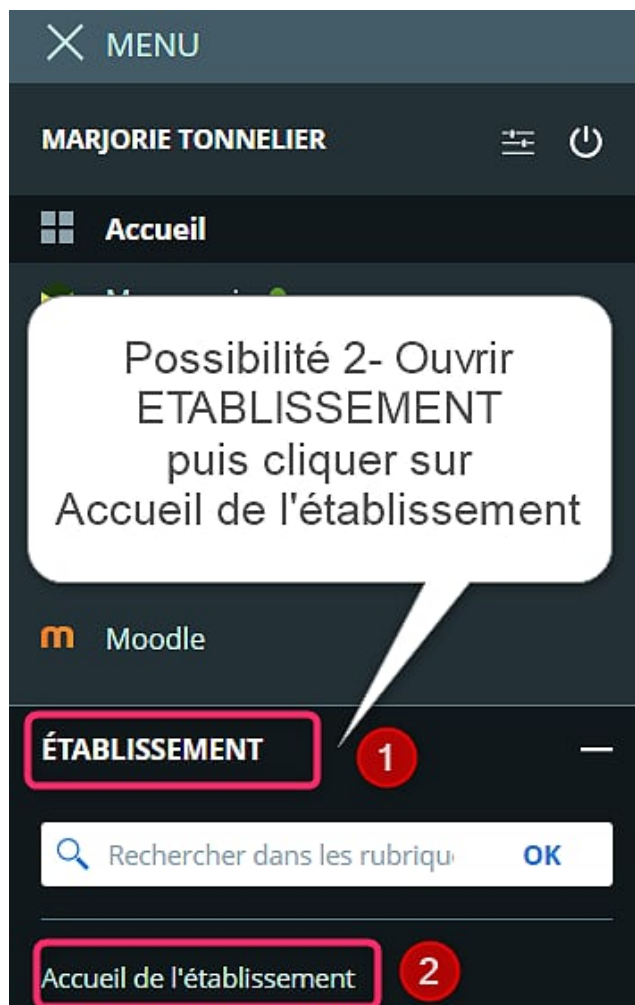 MENU
MARJORIE TONNELIER
Accueil
Possibilité 2- Ouvrir
ETABLISSEMENT
puis cliquer sur
Accueil de l'établissement
Moodle
ÉTABLISSEMENT
1
Rechercher dans les rubriqu
OK
Accueil de l'établissement
2